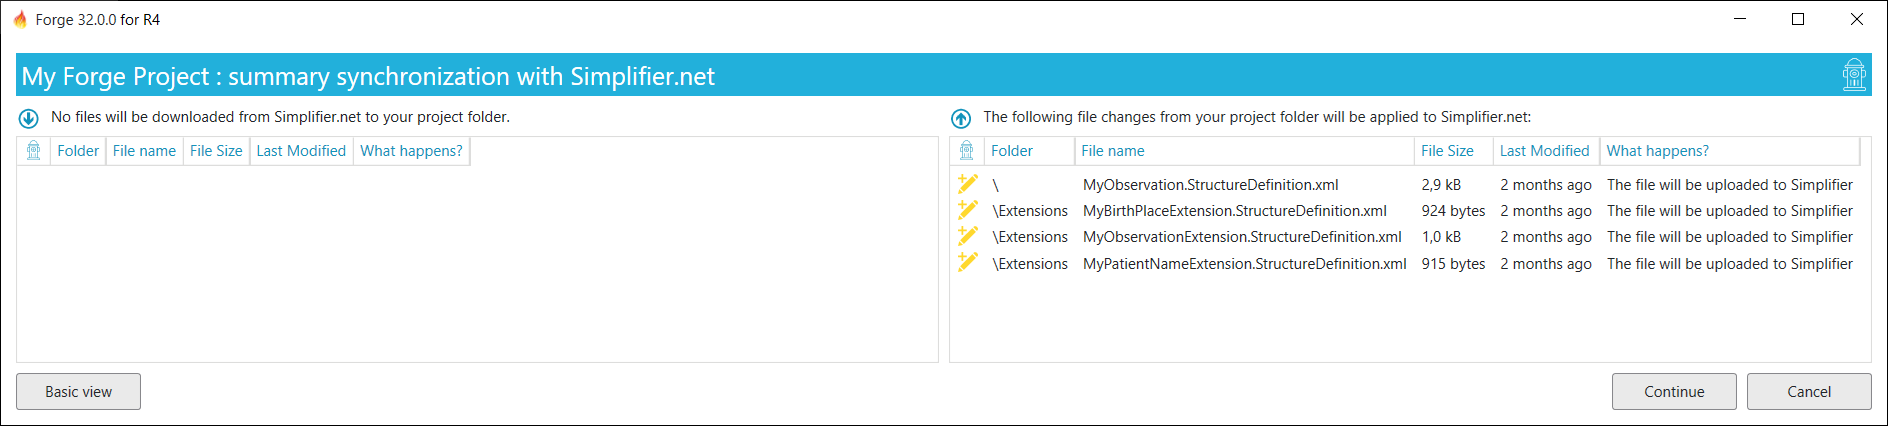 Forge 32.0.0 for R4
My Forge Project : summary synchronization with Simplifier.net
No files will be downloaded from Simplifier.net to your project folder.
Folder File name File Size Last Modified What happens?
The following file changes from your project folder will be applied to Simplifier.net:
Folder File name File Size Last Modified What happens?
\ MyObservation.StructureDefinition.xml 2,9 kB 2 months ago The file will be uploaded to Simplifier
\Extensions MyBirthPlaceExtension.StructureDefinition.xml 924 bytes 2 months ago The file will be uploaded to Simplifier
\Extensions MyObservationExtension.StructureDefinition.xml 1,0 kB 2 months ago The file will be uploaded to Simplifier
\Extensions MyPatientNameExtension.StructureDefinition.xml 915 bytes 2 months ago The file will be uploaded to Simplifier
Basic view Continue Cancel